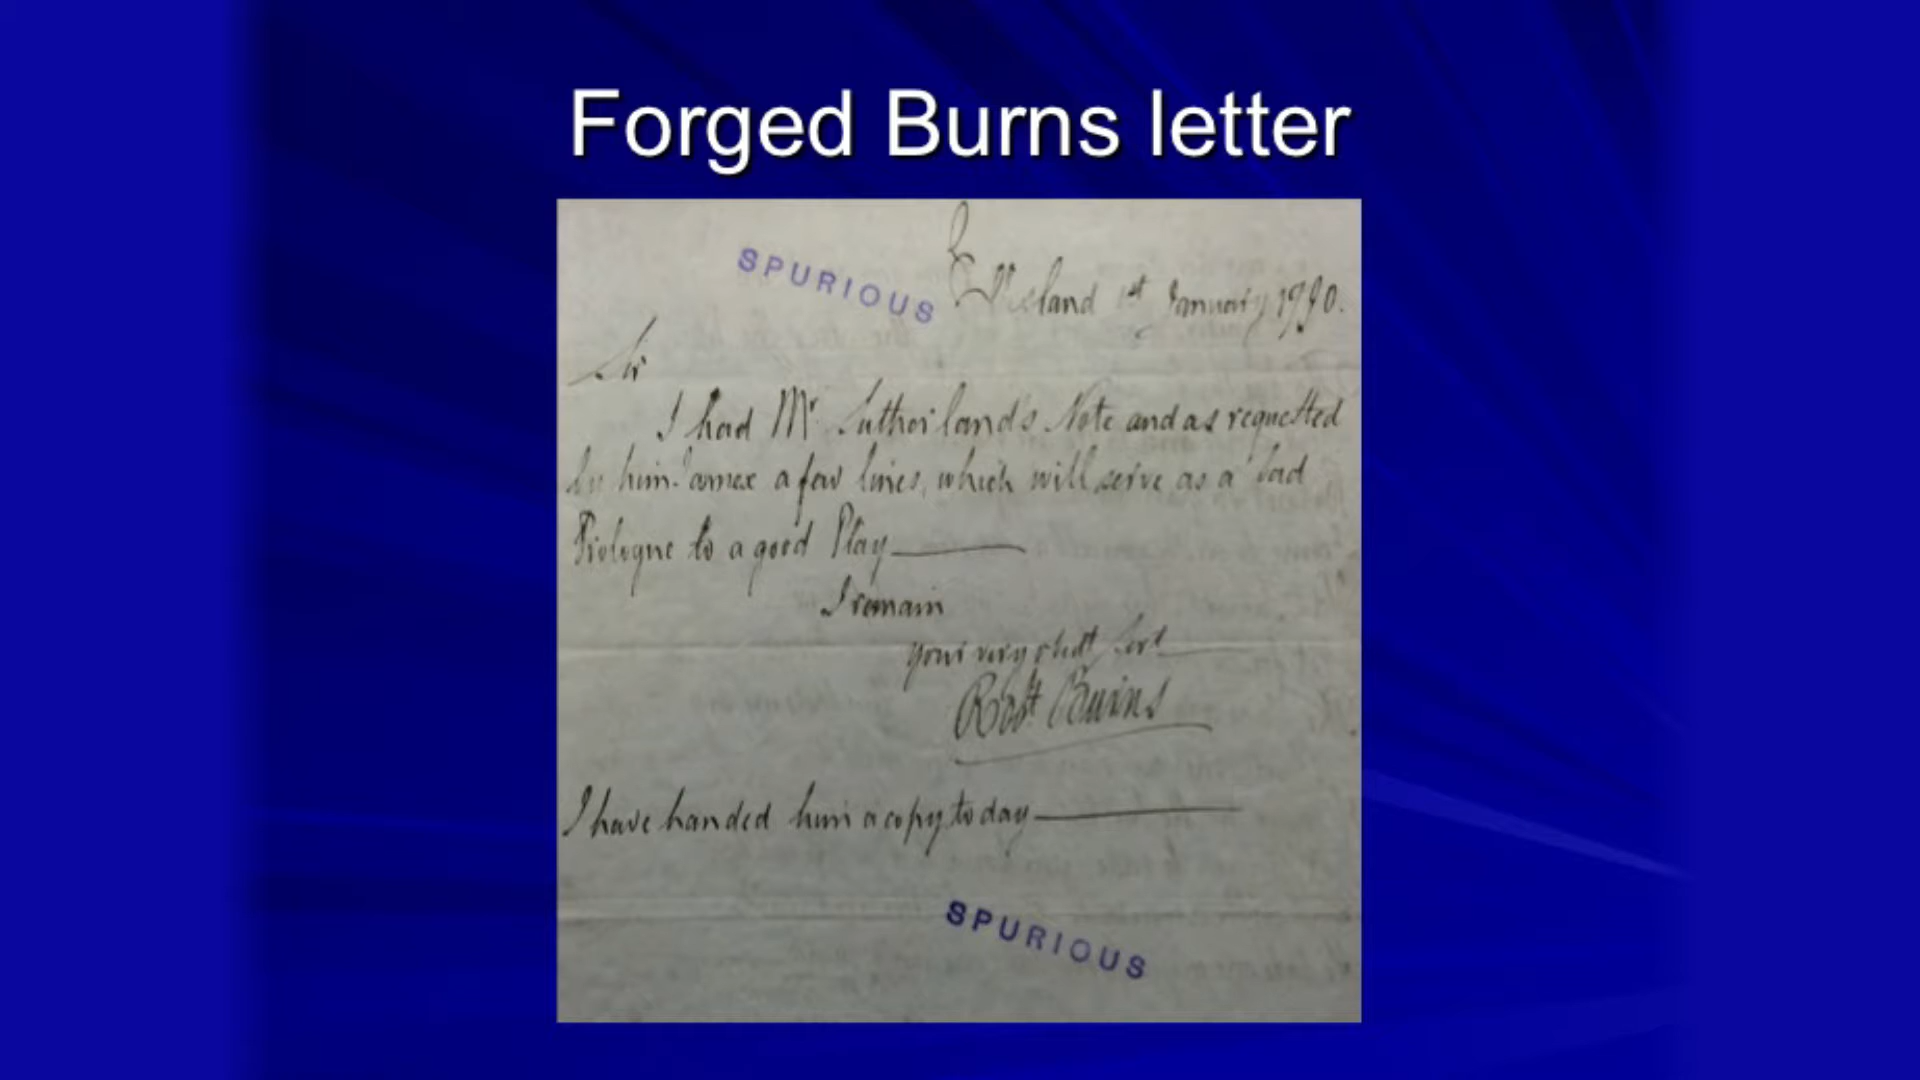 Forged Burns letter
SPURIOUS
Ellisland 1st January 1790.
Sir
I had Mr Sutherland's Note and as requested
by him annex a few lines, which will serve as a bad
Prologue to a good Play
I remain
your very obdt Servt
Robt Burns
I have handed him a copy to day
SPURIOUS